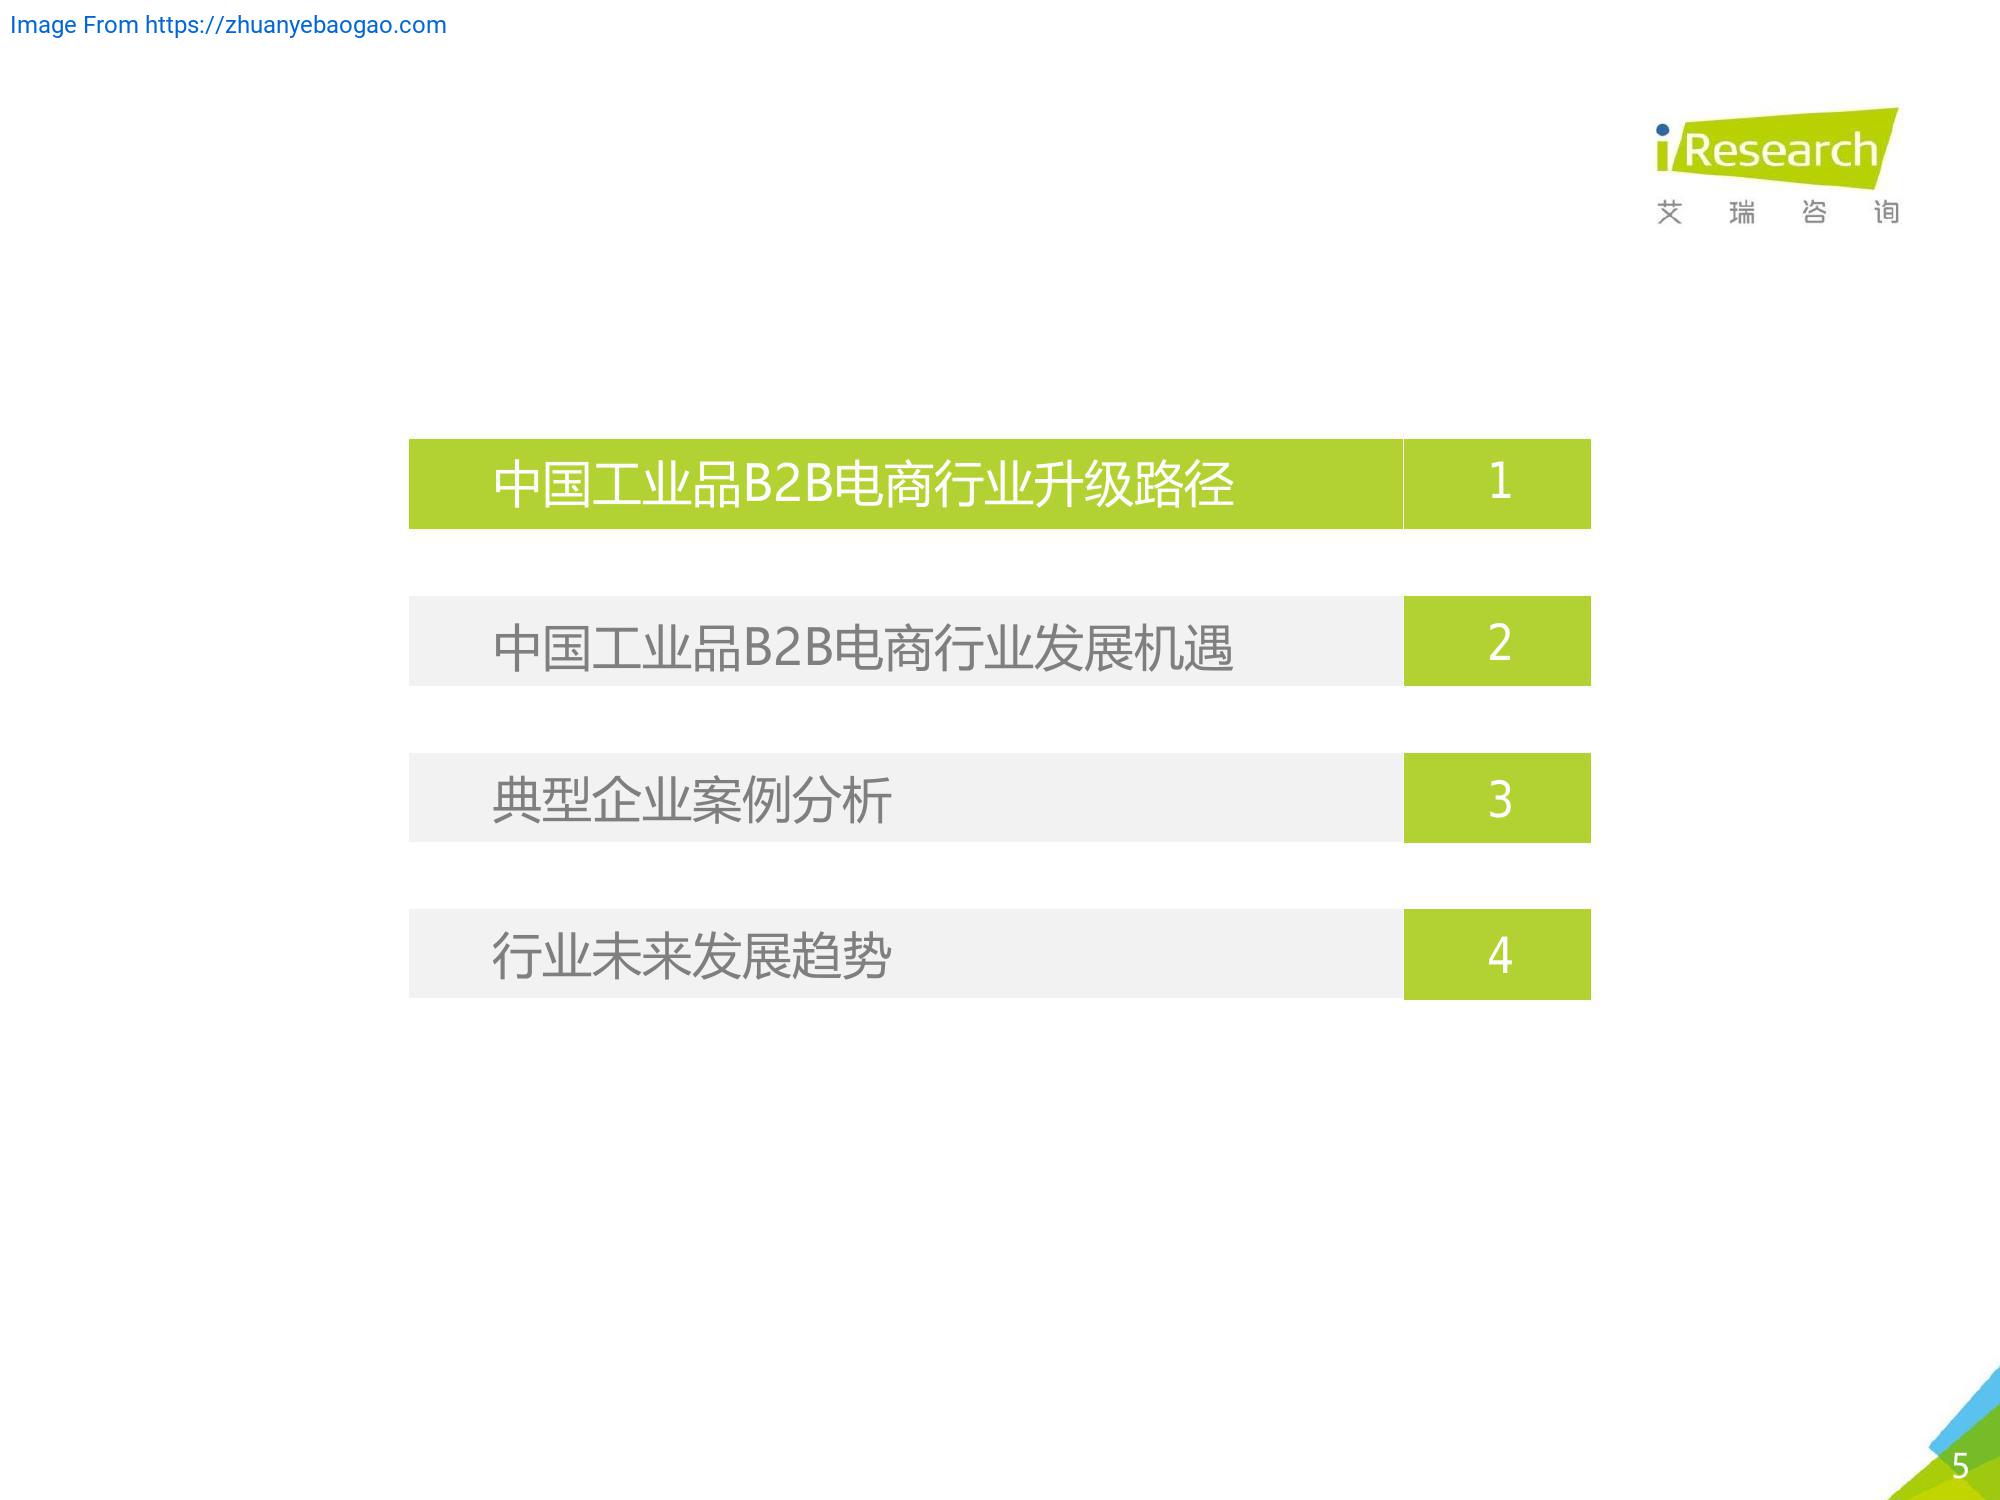 Image From https://zhuanyebaogao.com
iResearch
艾瑞咨询
中国工业品B2B电商行业升级路径 1
中国工业品B2B电商行业发展机遇 2
典型企业案例分析 3
行业未来发展趋势 4
5